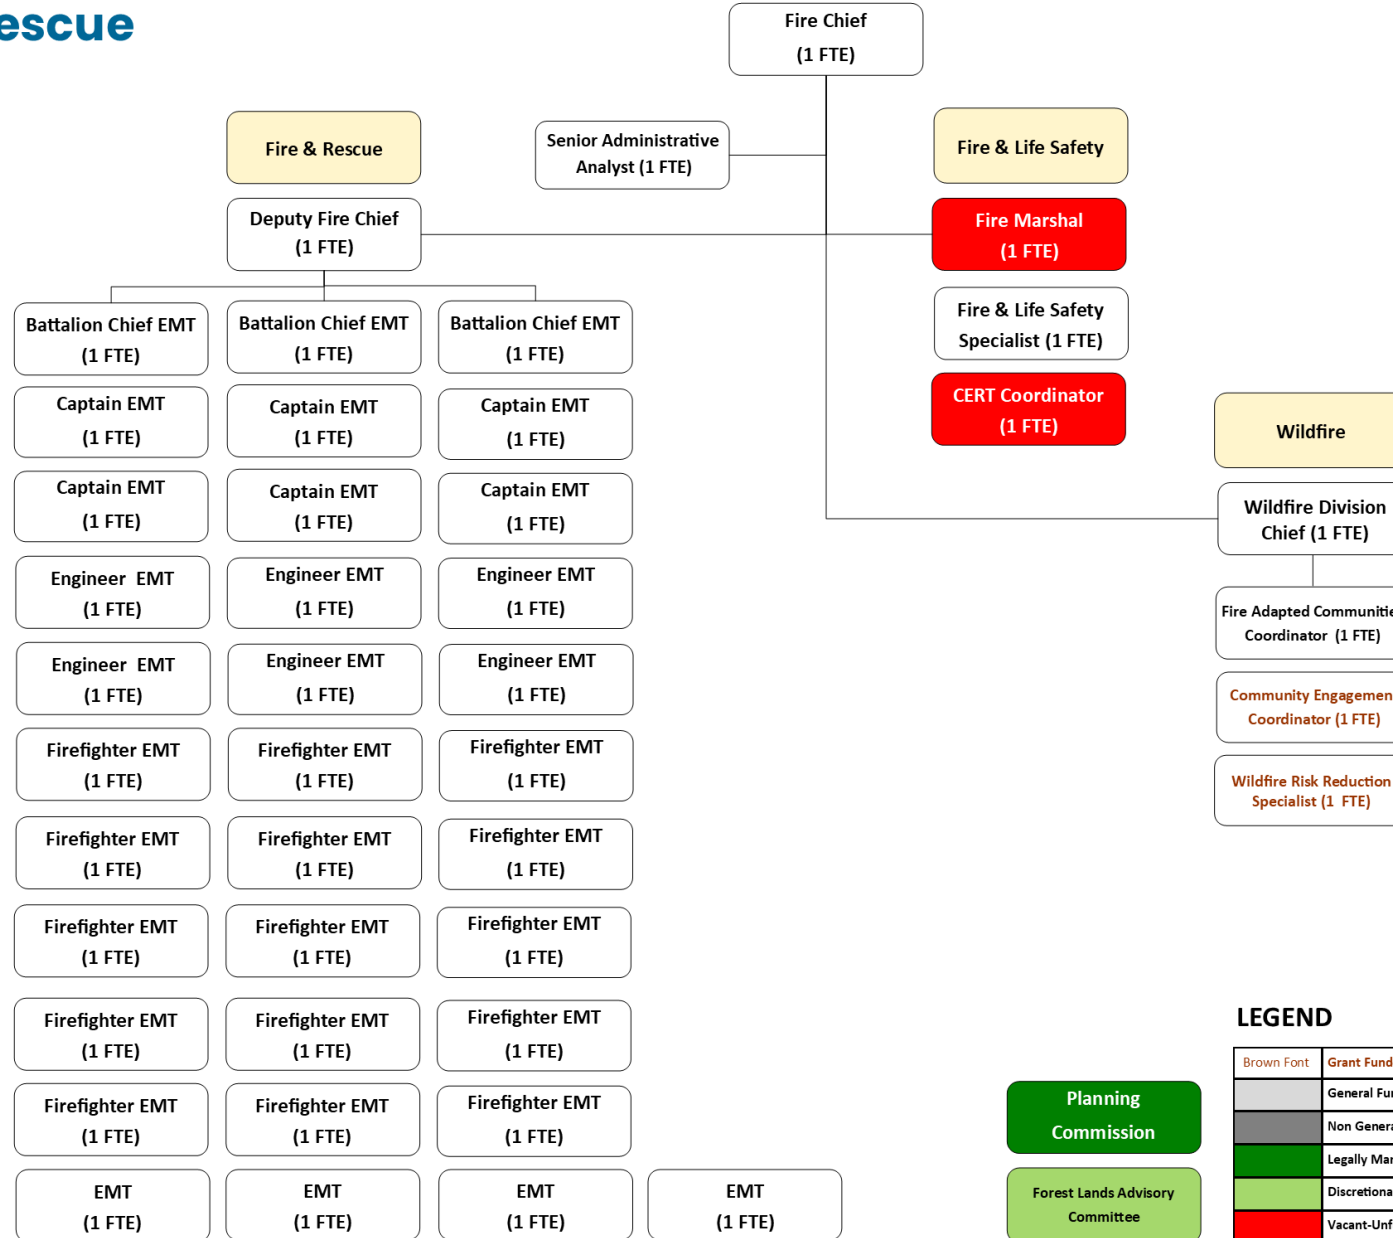 escue
Fire Chief
(1 FTE)
Senior Administrative
Analyst (1 FTE)
Fire & Rescue
Deputy Fire Chief
(1 FTE)
Battalion Chief EMT
(1 FTE)
Captain EMT
(1 FTE)
Captain EMT
(1 FTE)
Engineer EMT
(1 FTE)
Engineer EMT
(1 FTE)
Firefighter EMT
(1 FTE)
Firefighter EMT
(1 FTE)
Firefighter EMT
(1 FTE)
Firefighter EMT
(1 FTE)
Firefighter EMT
(1 FTE)
EMT
(1 FTE)
Battalion Chief EMT
(1 FTE)
Captain EMT
(1 FTE)
Captain EMT
(1 FTE)
Engineer EMT
(1 FTE)
Engineer EMT
(1 FTE)
Firefighter EMT
(1 FTE)
Firefighter EMT
(1 FTE)
Firefighter EMT
(1 FTE)
Firefighter EMT
(1 FTE)
Firefighter EMT
(1 FTE)
EMT
(1 FTE)
Battalion Chief EMT
(1 FTE)
Captain EMT
(1 FTE)
Captain EMT
(1 FTE)
Engineer EMT
(1 FTE)
Engineer EMT
(1 FTE)
Firefighter EMT
(1 FTE)
Firefighter EMT
(1 FTE)
Firefighter EMT
(1 FTE)
Firefighter EMT
(1 FTE)
Firefighter EMT
(1 FTE)
EMT
(1 FTE)
EMT
(1 FTE)
Fire & Life Safety
Fire Marshal
(1 FTE)
Fire & Life Safety
Specialist (1 FTE)
CERT Coordinator
(1 FTE)
Wildfire
Wildfire Division
Chief (1 FTE)
Fire Adapted Communitie
Coordinator (1 FTE)
Community Engagemen
Coordinator (1 FTE)
Wildfire Risk Reduction
Specialist (1 FTE)
Planning
Commission
Forest Lands Advisory
Committee
LEGEND
Brown Font Grant Fund
General Fu
Non Genera
Legally Mar
Discretiona
Vacant-Unf